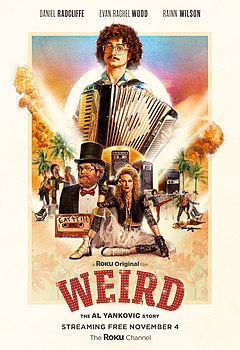 DANIEL RADCLIFFE EVAN RACHEL WOOD RAINN WILSON
a ROKU Original film
WEIRD
THE AL YANKOVIC STORY
STREAMING FREE NOVEMBER 4
The ROKU Channel